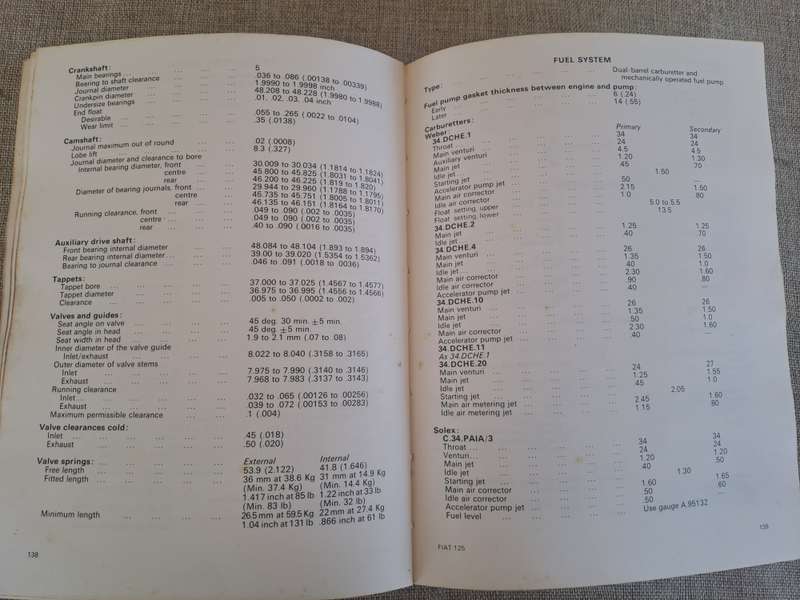 Crankshaft:
Main bearings ... ... ... 5
Bearing to shaft clearance ... ... .036 to .086 (.00138 to .00339)
Journal diameter ... ... ... 1.9990 to 1.9998 inch
Crankpin diameter ... ... ... 48.208 to 48.228 (1.8980 to 1.9988)
Undersize bearings ... ... ... .01, .02, .03, .04 inch
End float
Desirable ... ... ... .055 to .265 (.0022 to .0104)
Wear limit ... ... ... .35 (.0138)
Camshaft:
Journal maximum out of round ... ... .02 (.0008)
Lobe lift ... ... ... 8.3 (.327)
Journal diameter and clearance to bore
Internal bearing diameter, front ... 30.009 to 30.034 (1.1814 to 1.1824)
centre ... 45.800 to 45.825 (1.8031 to 1.8041)
rear ... 46.200 to 46.225 (1.819 to 1.820)
Diameter of bearing journals, front ... 29.944 to 29.960 (1.1788 to 1.1795)
centre 46.735 to 45.751 (1.8005 to 1.8011)
rear 46.135 to 46.151 (1.8164 to 1.8170)
Running clearance, front ... ... .049 to .090 (.002 to .0035)
centre ... ... .049 to .090 (.002 to .0035)
rear ... ... .40 to .090 (.0016 to .0035)
Auxiliary drive shaft:
Front bearing internal diameter ... 48.084 to 48.104 (1.893 to 1.894)
Rear bearing internal diameter ... ... 39.00 to 39.020 (1.5354 to 1.5362)
Bearing to journal clearance ... ... .046 to .091 (.0018 to .0036)
Tappets:
Tappet bore ... ... ... 37.000 to 37.025 (1.4567 to 1.4577)
Tappet diameter ... ... ... 36.975 to 36.995 (1.4556 to 1.4566)
Clearance ... ... ... .005 to .050 (.0002 to .002)
Valves and guides:
Seat angle on valve ... ... ... 45 deg. 30 min. ±5 min.
Seat angle in head ... ... ... 45 deg. ±5 min.
Seat width in head ... ... ... 1.9 to 2.1 mm (.07 to .08)
Inner diameter of the valve guide
Inlet/exhaust ... ... ... 8.022 to 8.040 (.3158 to .3165)
Outer diameter of valve stems
Inlet ... ... ... 7.975 to 7.990 (.3140 to .3146)
Exhaust ... ... ... 7.968 to 7.983 (.3137 to .3143)
Running clearance
Inlet ... ... ... .032 to .065 (.00126 to .00256)
Exhaust ... ... ... .039 to .072 (.00153 to .00283)
Maximum permissible clearance ... ... .1 (.004)
Valve clearances cold:
Inlet ... ... ... .45 (.018)
Exhaust ... ... ... .50 (.020)
Valve springs: External Internal
Free length ... ... ... 53.9 (2.122) 41.8 (1.646)
Fitted length ... ... ... 36 mm at 38.6 Kg 31 mm at 14.9 Kg
(Min. 37.4 Kg) (Min. 14.4 Kg)
1.417 inch at 85 lb 1.22 inch at 33 lb
(Min. 83 lb) (Min. 32 lb)
Minimum length ... ... ... 26.5 mm at 59.5 Kg 22 mm at 27.4 Kg
1.04 inch at 131 lb .866 inch at 61 lb
138
FUEL SYSTEM
Type: ... ... ... Dual-barrel carburetter and
mechanically operated fuel pump
Fuel pump gasket thickness between engine and pump:
Early ... ... ... 6 (.24)
Later ... ... ... 14 (.55)
Carburetters: Primary Secondary
Weber
34.DCHE.1
Throat ... ... ... 34 34
Main venturi ... ... ... 24 24
Auxiliary venturi ... ... ... 4.5 4.5
Main jet ... ... ... 1.20 1.30
Idle jet ... ... ... 45 70
Starting jet ... ... ... 1.50
Accelerator pump jet ... ... ... 50
Main air corrector ... ... ... 2.15 1.50
Idle air corrector ... ... ... 1.0 80
Float setting, upper ... ... ... 5.0 to 5.5
Float setting, lower ... ... ... 13.5
34.DCHE.2
Main jet ... ... ... 1.25 1.25
Idle jet ... ... ... 40 70
34.DCHE.4
Main venturi ... ... ... 26 26
Main jet ... ... ... 1.35 1.50
Idle jet ... ... ... 40 1.0
Main air corrector ... ... ... 2.30 1.60
Idle air corrector ... ... ... .90 .80
Accelerator pump jet ... ... ... 40 —
34.DCHE.10
Main venturi ... ... ... 26 26
Main jet ... ... ... 1.35 1.50
Idle jet ... ... ... .50 1.0
Main air corrector ... ... ... 2.30 1.60
Accelerator pump jet ... ... ... 40 —
34.DCHE.11
As 34.DCHE.1
34.DCHE.20
Main venturi ... ... ... 24 27
Main jet ... ... ... 1.25 1.55
Idle jet ... ... ... 45 1.0
Starting jet ... ... ... 2.05
Main air metering jet ... ... ... 2.45 1.60
Idle air metering jet ... ... ... 1.15 80
Solex:
C.34.PAIA/3
Throat ... ... ... 34 34
Venturi ... ... ... 24 24
Main jet ... ... ... 1.20 1.20
Idle jet ... ... ... 40 50
Starting jet ... ... ... 1.30
Main air corrector ... ... ... 1.60 1.65
Idle air corrector ... ... ... 50 60
Accelerator pump jet ... ... ... 50 —
Fuel level ... ... ... Use gauge A.95132
FIAT 125
139